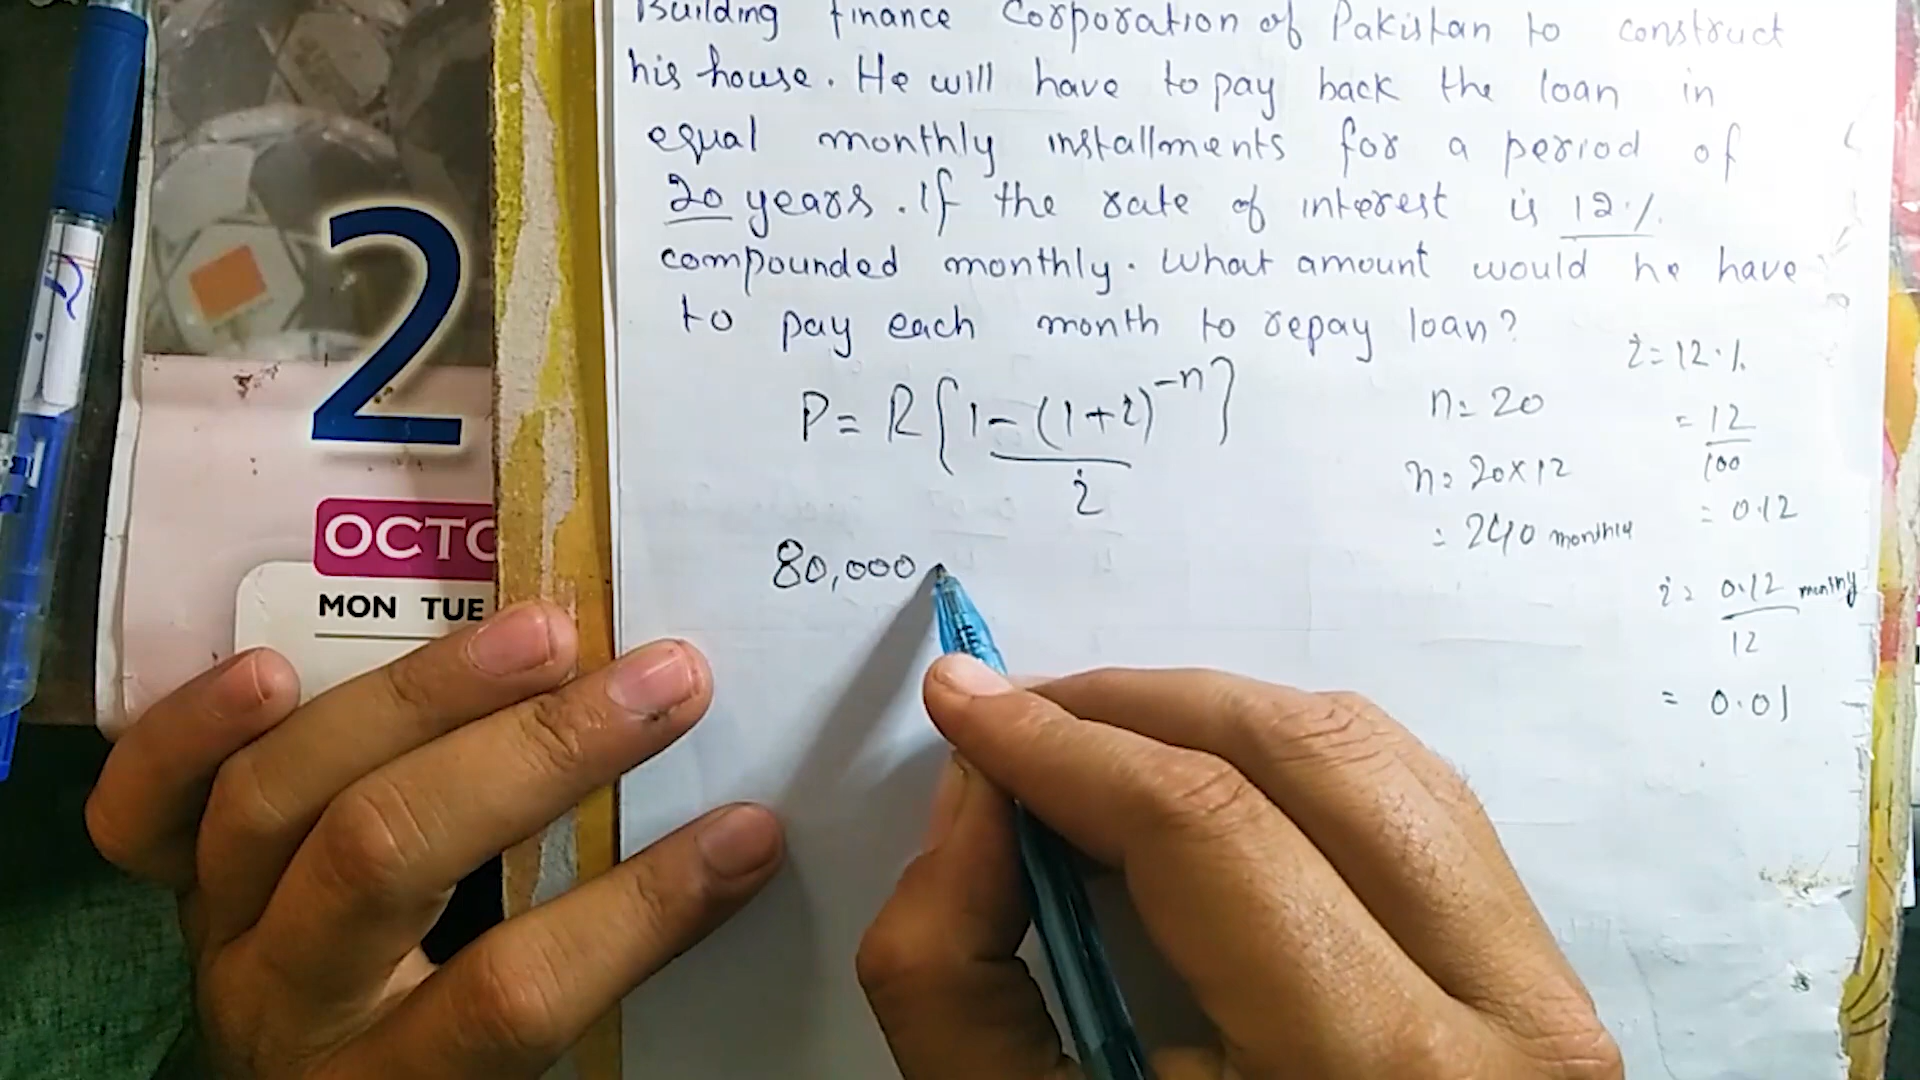 Building finance Corporation of Pakistan to construct
his house. He will have to pay back the loan in
equal monthly installments for a period of
20 years. If the rate of interest is 12%.
compounded monthly. What amount would he have
to pay each month to repay loan?
P = R{1-(1+i)^-n}
i
80,000
n = 20
n = 20x12
= 240 monthly
i = 12%
= 12
100
= 0.12
i = 0.12 monthy
12
= 0.01
2
OCTO
MON TUE